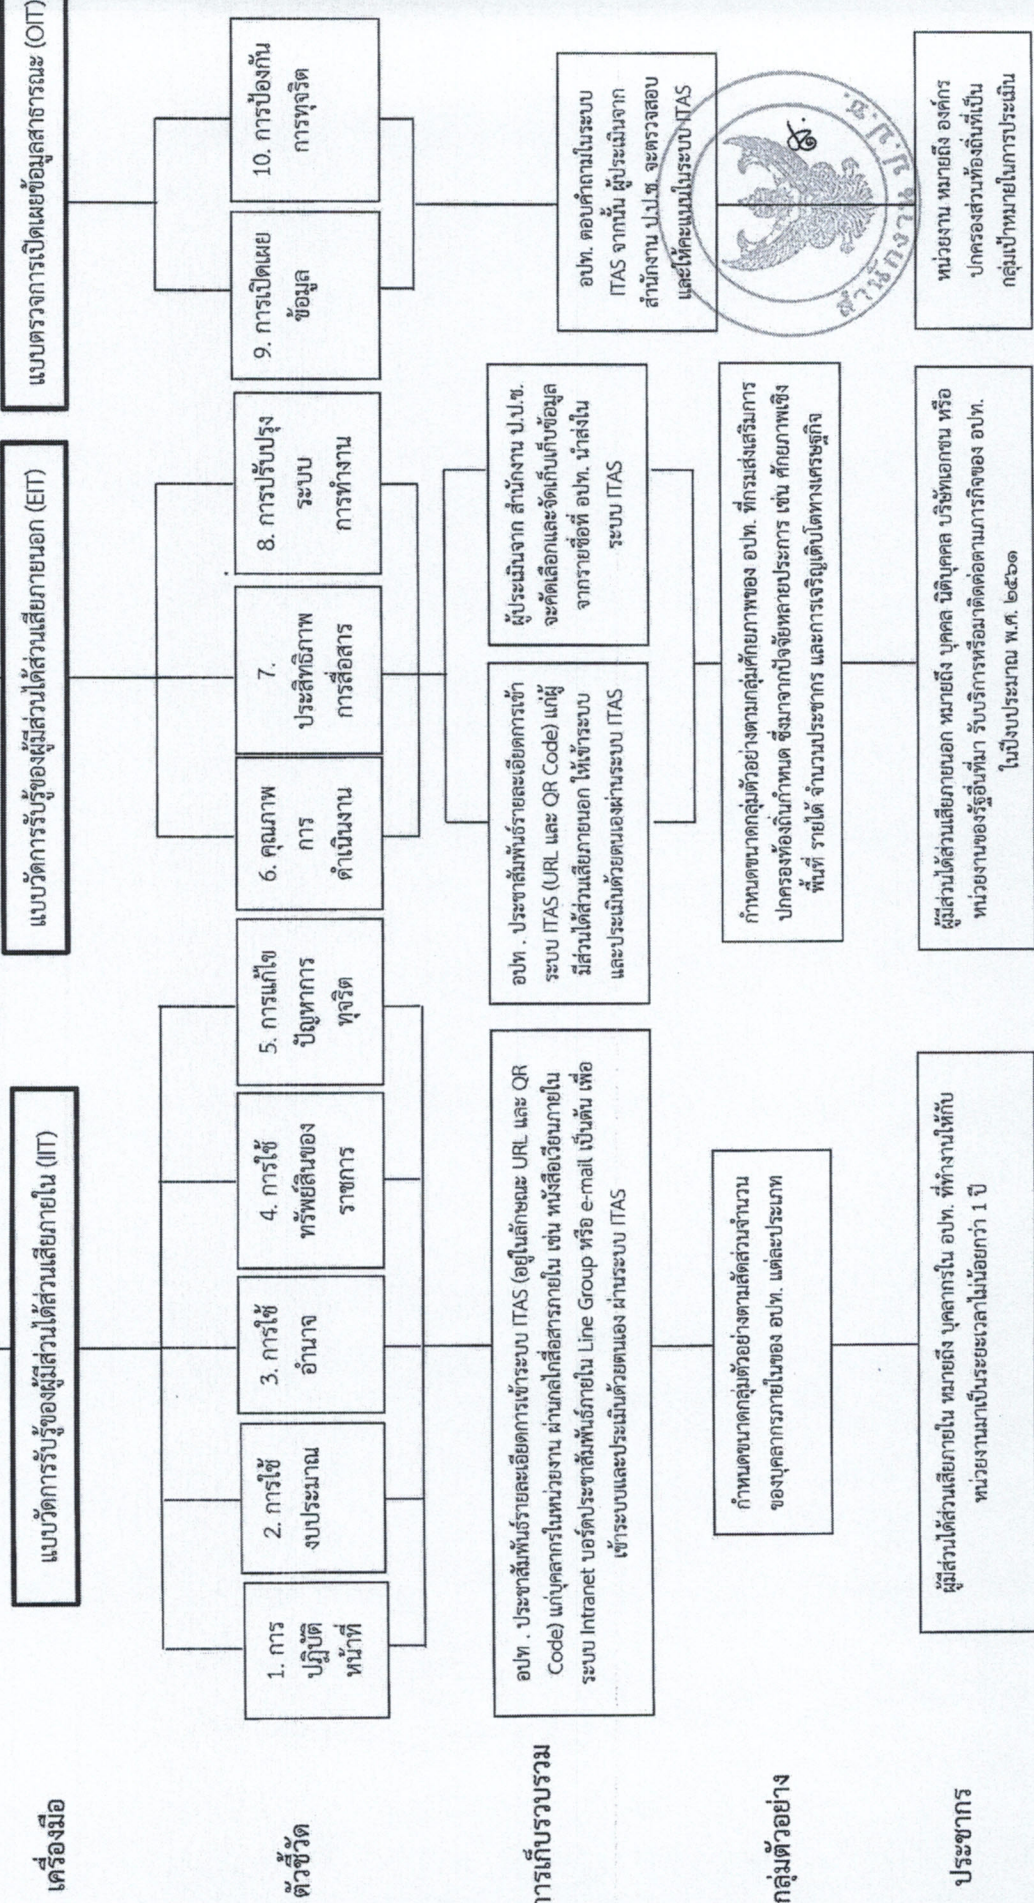 เครื่องมือ
แบบวัดการรับรู้ของผู้มีส่วนได้ส่วนเสียภายใน (IIT)
แบบวัดการรับรู้ของผู้มีส่วนได้ส่วนเสียภายนอก (EIT)
แบบตรวจการเปิดเผยข้อมูลสาธารณะ (OIT)
ตัวชี้วัด
1. การ
ปฏิบัติ
หน้าที่
2. การใช้
งบประมาณ
3. การใช้
อำนาจ
4. การใช้
ทรัพย์สินของ
ราชการ
5. การแก้ไข
ปัญหาการ
ทุจริต
6. คุณภาพ
การ
ดำเนินงาน
7.
ประสิทธิภาพ
การสื่อสาร
8. การปรับปรุง
ระบบ
การทำงาน
9. การเปิดเผย
ข้อมูล
10. การป้องกัน
การทุจริต
การเก็บรวบรวม
อปท . ประชาสัมพันธ์รายละเอียดการเข้าระบบ ITAS (อยู่ในลักษณะ URL และ QR
Code) แก่บุคลากรในหน่วยงาน ผ่านกลไกสื่อสารภายใน เช่น หนังสือเวียนภายใน
ระบบ Intranet บอร์ดประชาสัมพันธ์ภายใน Line Group หรือ e-mail เป็นต้น เพื่อ
เข้าระบบและประเมินด้วยตนเอง ผ่านระบบ ITAS
อปท . ประชาสัมพันธ์รายละเอียดการเข้า
ระบบ ITAS (URL และ QR Code) แก่ผู้
มีส่วนได้ส่วนเสียภายนอก ให้เข้าระบบ
และประเมินด้วยตนเองผ่านระบบ ITAS
ผู้ประเมินจาก สำนักงาน ป.ป.ช.
จะคัดเลือกและจัดเก็บเก็บข้อมูล
จากรายชื่อที่ อปท. นำส่งใน
ระบบ ITAS
อปท. ตอบคำถามในระบบ
ITAS จากนั้น ผู้ประเมินจาก
สำนักงาน ป.ป.ช. จะตรวจสอบ
และให้คะแนนในระบบ ITAS
กลุ่มตัวอย่าง
กำหนดขนาดกลุ่มตัวอย่างตามสัดส่วนจำนวน
ของบุคลากรภายในของ อปท. แต่ละประเภท
กำหนดขนาดกลุ่มตัวอย่างตามกลุ่มศักยภาพของ อปท. ที่กรมส่งเสริมการ
ปกครองท้องถิ่นกำหนด ซึ่งมาจากปัจจัยหลายประการ เช่น ศักยภาพเชิง
พื้นที่ รายได้ จำนวนประชากร และการเจริญเติบโตทางเศรษฐกิจ
สำนักงาน ป.ป.ช.
ประชากร
ผู้มีส่วนได้ส่วนเสียภายใน หมายถึง บุคลากรใน อปท. ที่ทำงานให้กับ
หน่วยงานมาเป็นระยะเวลาไม่น้อยกว่า 1 ปี
ผู้มีส่วนได้ส่วนเสียภายนอก หมายถึง บุคคล นิติบุคคล บริษัทเอกชน หรือ
หน่วยงานของรัฐอื่นที่มา รับบริการหรือมาติดต่อตามภารกิจของ อปท.
ในปีงบประมาณ พ.ศ. ๒๕๖๑
หน่วยงาน หมายถึง องค์กร
ปกครองส่วนท้องถิ่นที่เป็น
กลุ่มเป้าหมายในการประเมิน